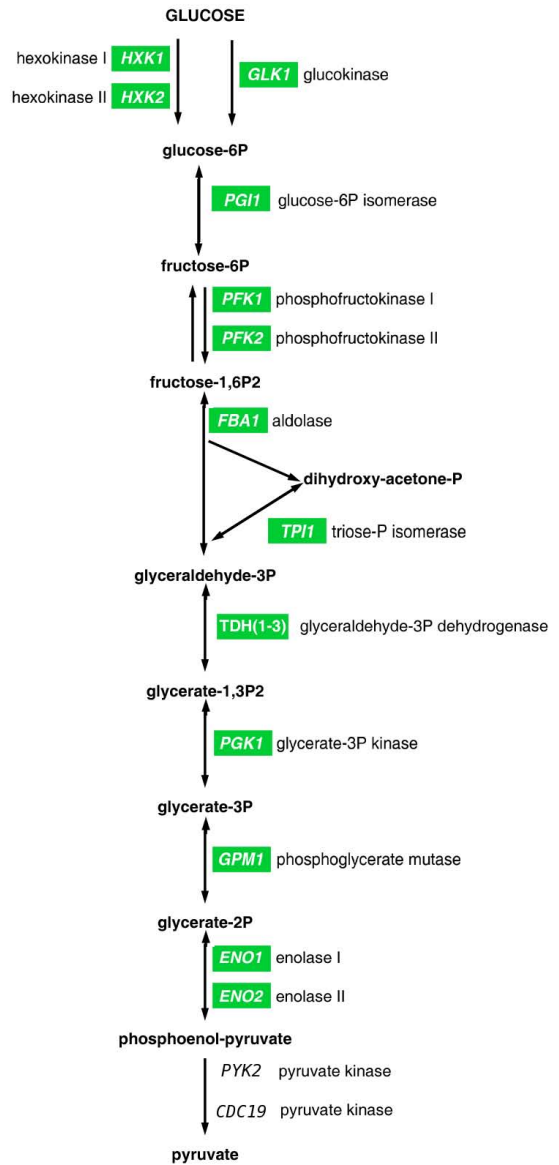 GLUCOSE
hexokinase I HXK1
GLK1 glucokinase
hexokinase II HXK2
glucose-6P
PGI1 glucose-6P isomerase
fructose-6P
PFK1 phosphofructokinase I
PFK2 phosphofructokinase II
fructose-1,6P2
FBA1 aldolase
dihydroxy-acetone-P
TPI1 triose-P isomerase
glyceraldehyde-3P
TDH(1-3) glyceraldehyde-3P dehydrogenase
glycerate-1,3P2
PGK1 glycerate-3P kinase
glycerate-3P
GPM1 phosphoglycerate mutase
glycerate-2P
ENO1 enolase I
ENO2 enolase II
phosphoenol-pyruvate
PYK2 pyruvate kinase
CDC19 pyruvate kinase
pyruvate